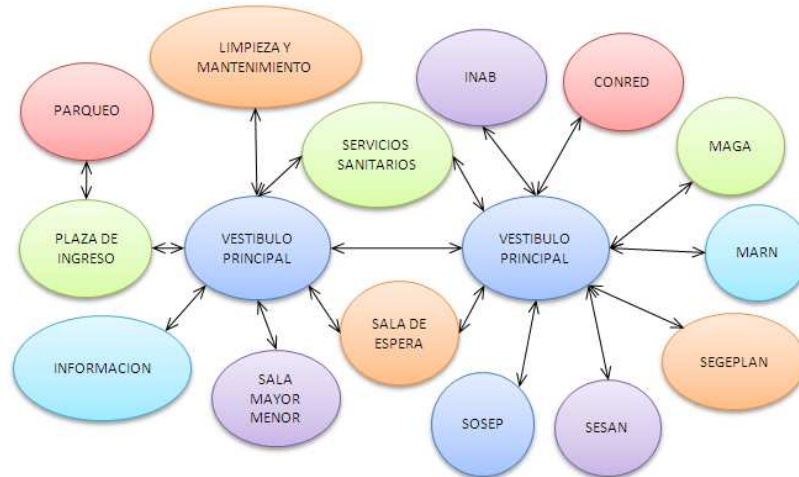 LIMPIEZA Y
MANTENIMIENTO
INAB
CONRED
PARQUEO
SERVICIOS
SANITARIOS
MAGA
PLAZA DE
INGRESO
VESTIBULO
PRINCIPAL
VESTIBULO
PRINCIPAL
MARN
INFORMACION
SALA
MAYOR
MENOR
SALA DE
ESPERA
SEGEPLAN
SOSEP
SESAN